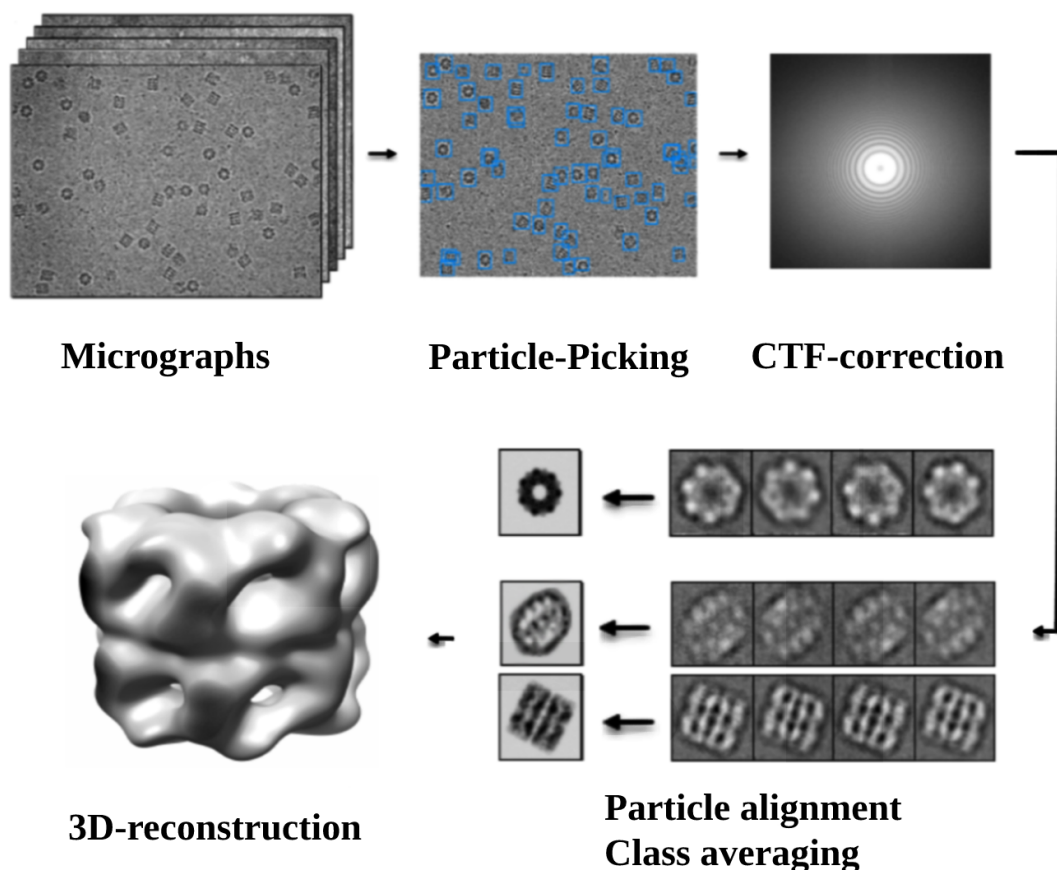 Micrographs
Particle-Picking
CTF-correction
3D-reconstruction
Particle alignment
Class averaging